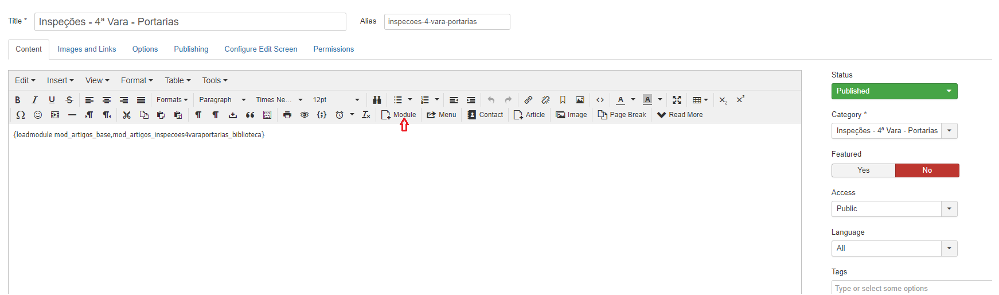 Title * Inspeções - 4ª Vara - Portarias Alias inspecoes-4-vara-portarias
Content Images and Links Options Publishing Configure Edit Screen Permissions
Edit Insert View Format Table Tools
B I U S Formats Paragraph Times Ne... 12pt A A x₂ x²
Ω Module Menu Contact Article Image Page Break Read More
{loadmodule mod_artigos_base,mod_artigos_inspecoes4varaportarias_biblioteca}
Status
Published
Category *
Inspeções - 4ª Vara - Portarias
Featured
Yes No
Access
Public
Language
All
Tags
Type or select some options